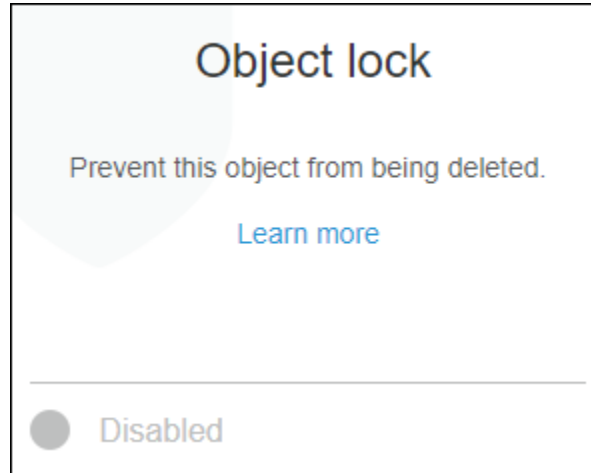 Object lock
Prevent this object from being deleted.
Learn more
Disabled